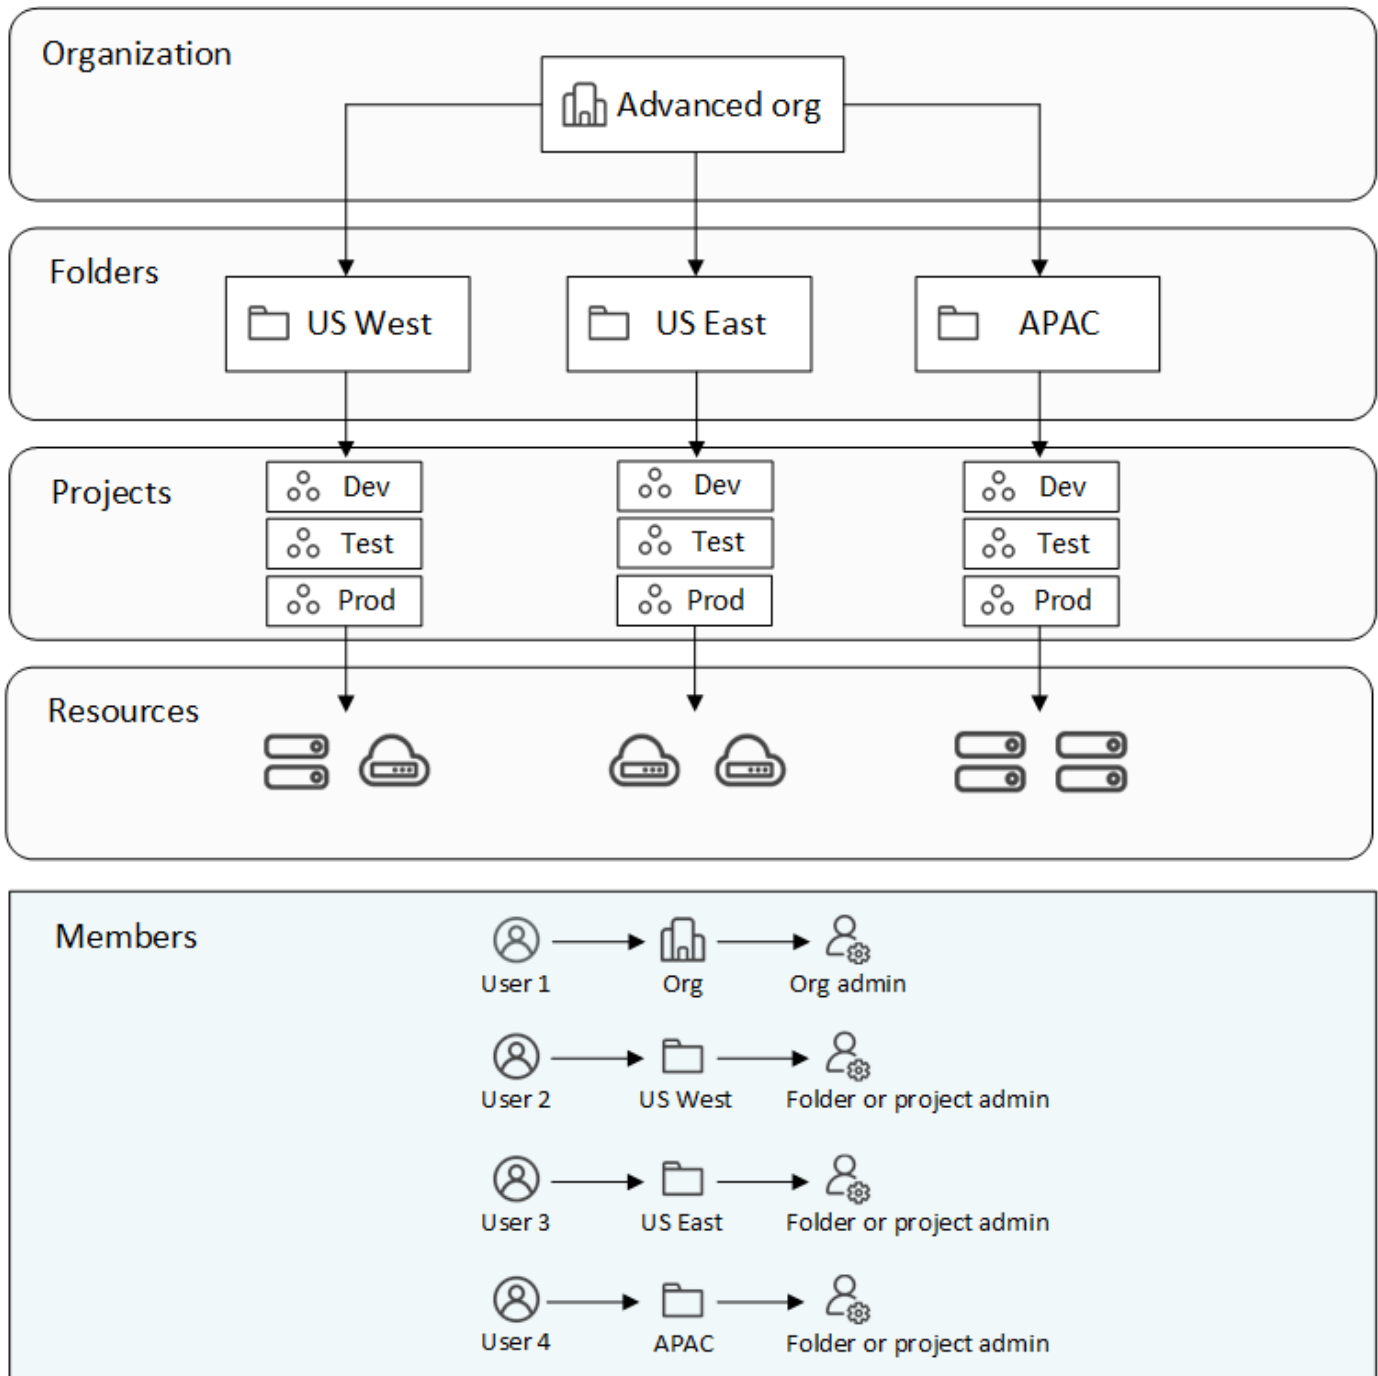 Organization
Advanced org
Folders
US West
US East
APAC
Projects
Dev
Dev
Dev
Test
Test
Test
Prod
Prod
Prod
Resources
Members
User 1
Org
Org admin
User 2
US West
Folder or project admin
User 3
US East
Folder or project admin
User 4
APAC
Folder or project admin